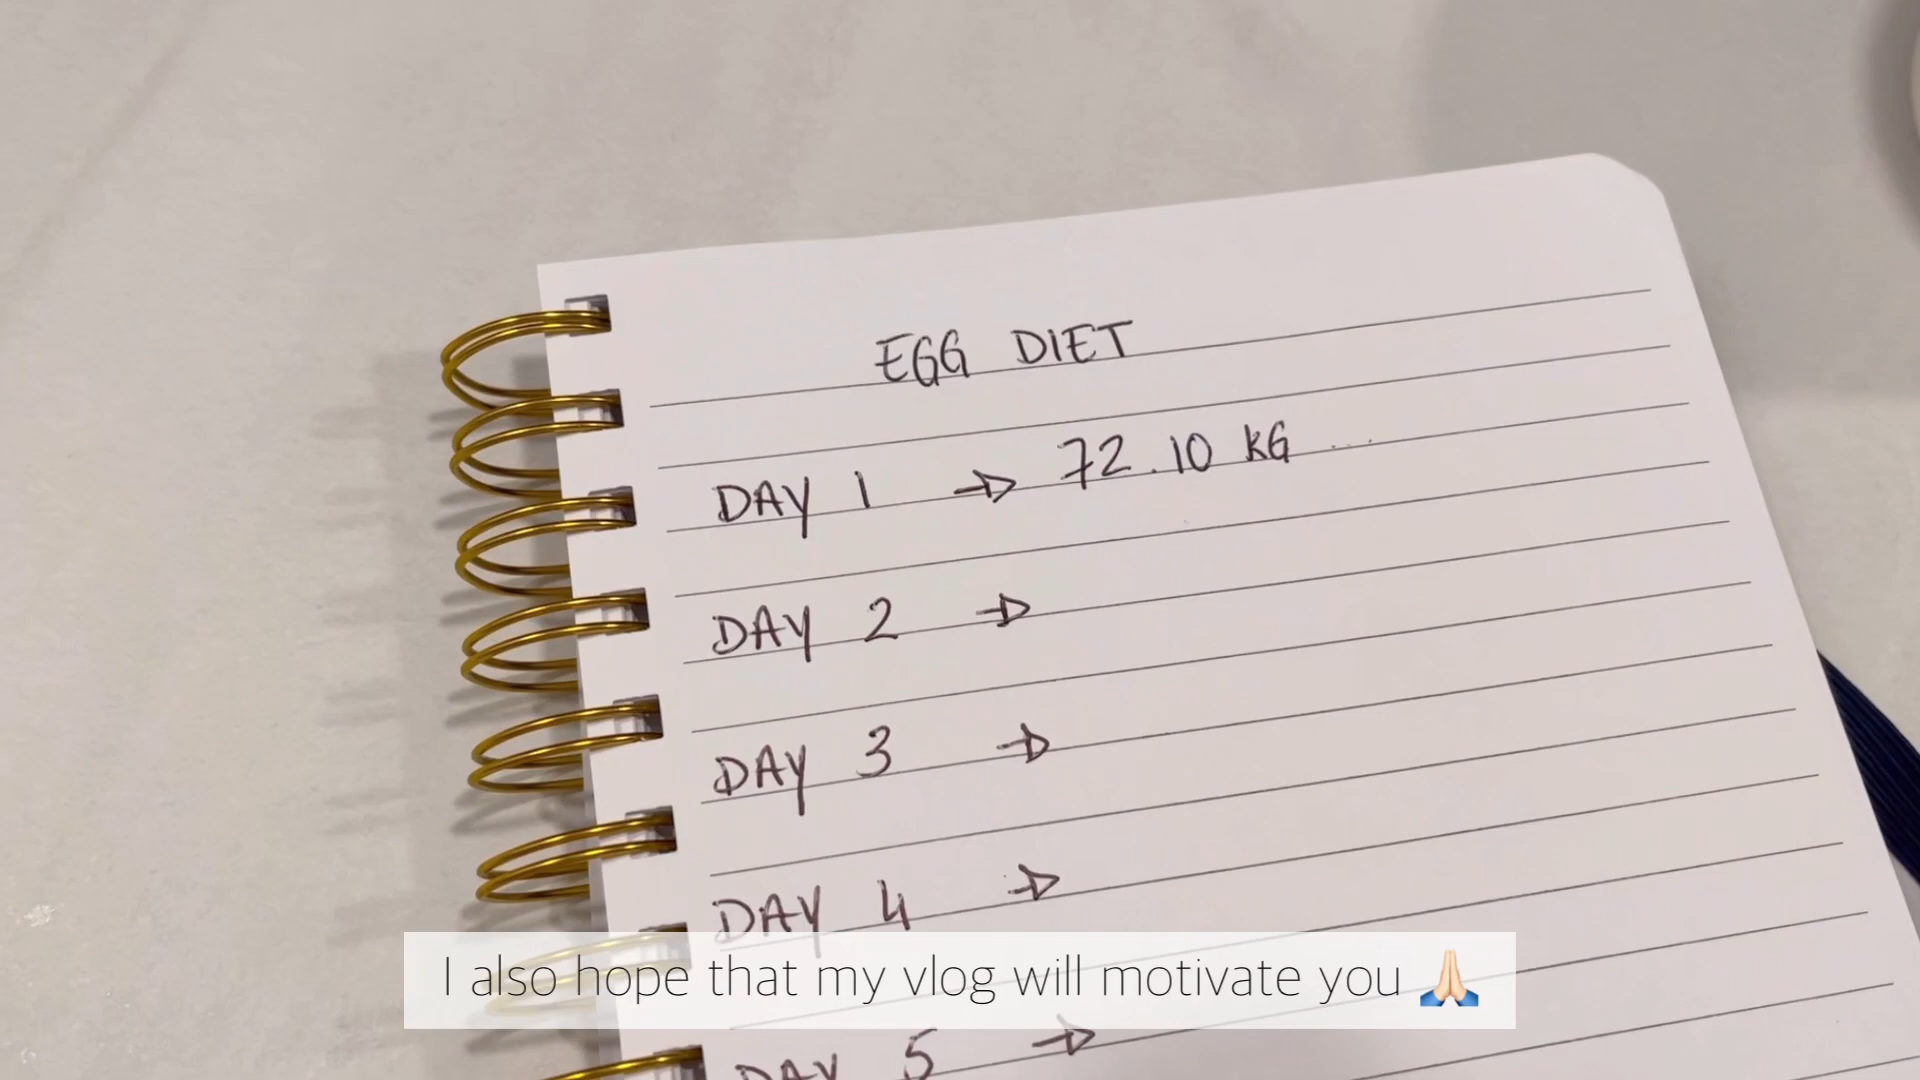 EGG DIET
DAY 1 → 72.10 KG ...
DAY 2 →
DAY 3 →
DAY 4 →
I also hope that my vlog will motivate you 🙏🏻
DAY 5 →